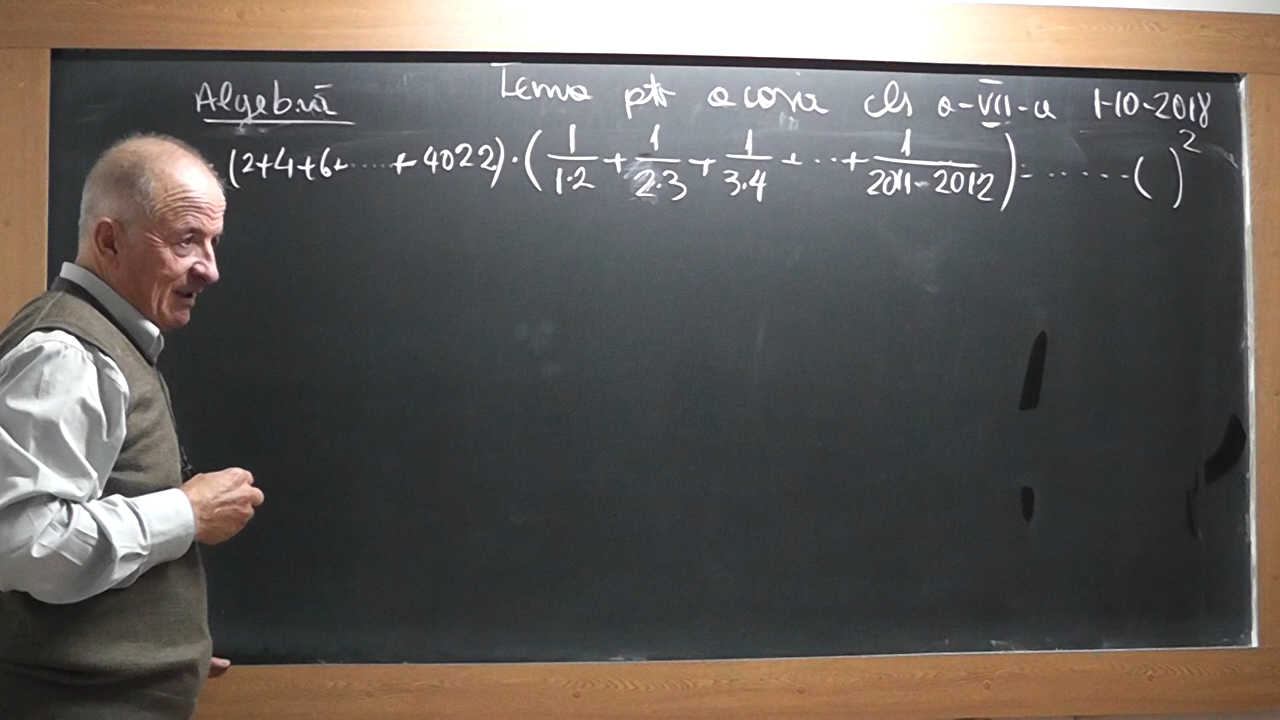 Algebră Tema ptr acasă cls a-VII-a 1-10-2018
(2+4+6+.....+4022)·(1/1·2+1/2·3+1/3·4+...+1/2011-2012)=......( )²